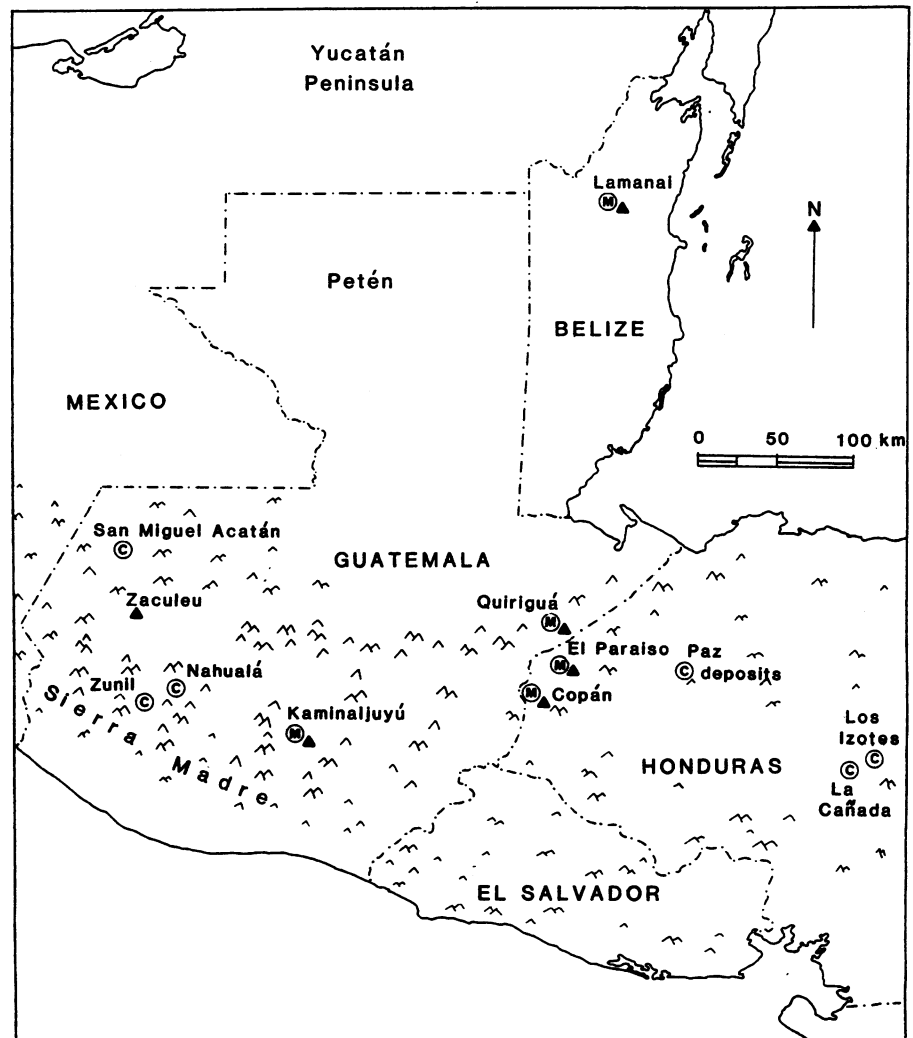 Yucatán
Peninsula
Lamanai
M
N
Petén
BELIZE
MEXICO
0 50 100 km
San Miguel Acatán
C
GUATEMALA
Zaculeu
Quiriguá
M
El Paraiso
M
Paz
C deposits
Nahualá
C
Zunil
C
M
Copán
Sierra Madre
Kaminaljuyú
M
Los
Izotes
C
HONDURAS
C
La
Cañada
EL SALVADOR